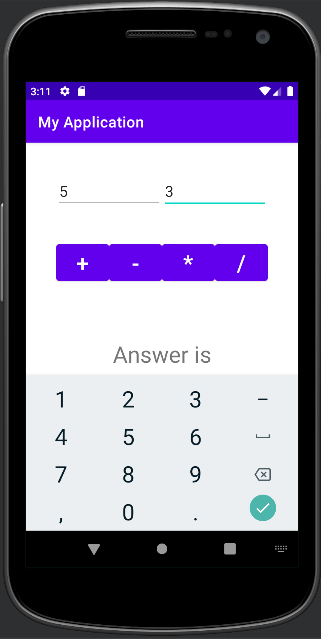 3:11
My Application
5 3
+ - * /
Answer is
1 2 3 –
4 5 6
7 8 9
, 0 .